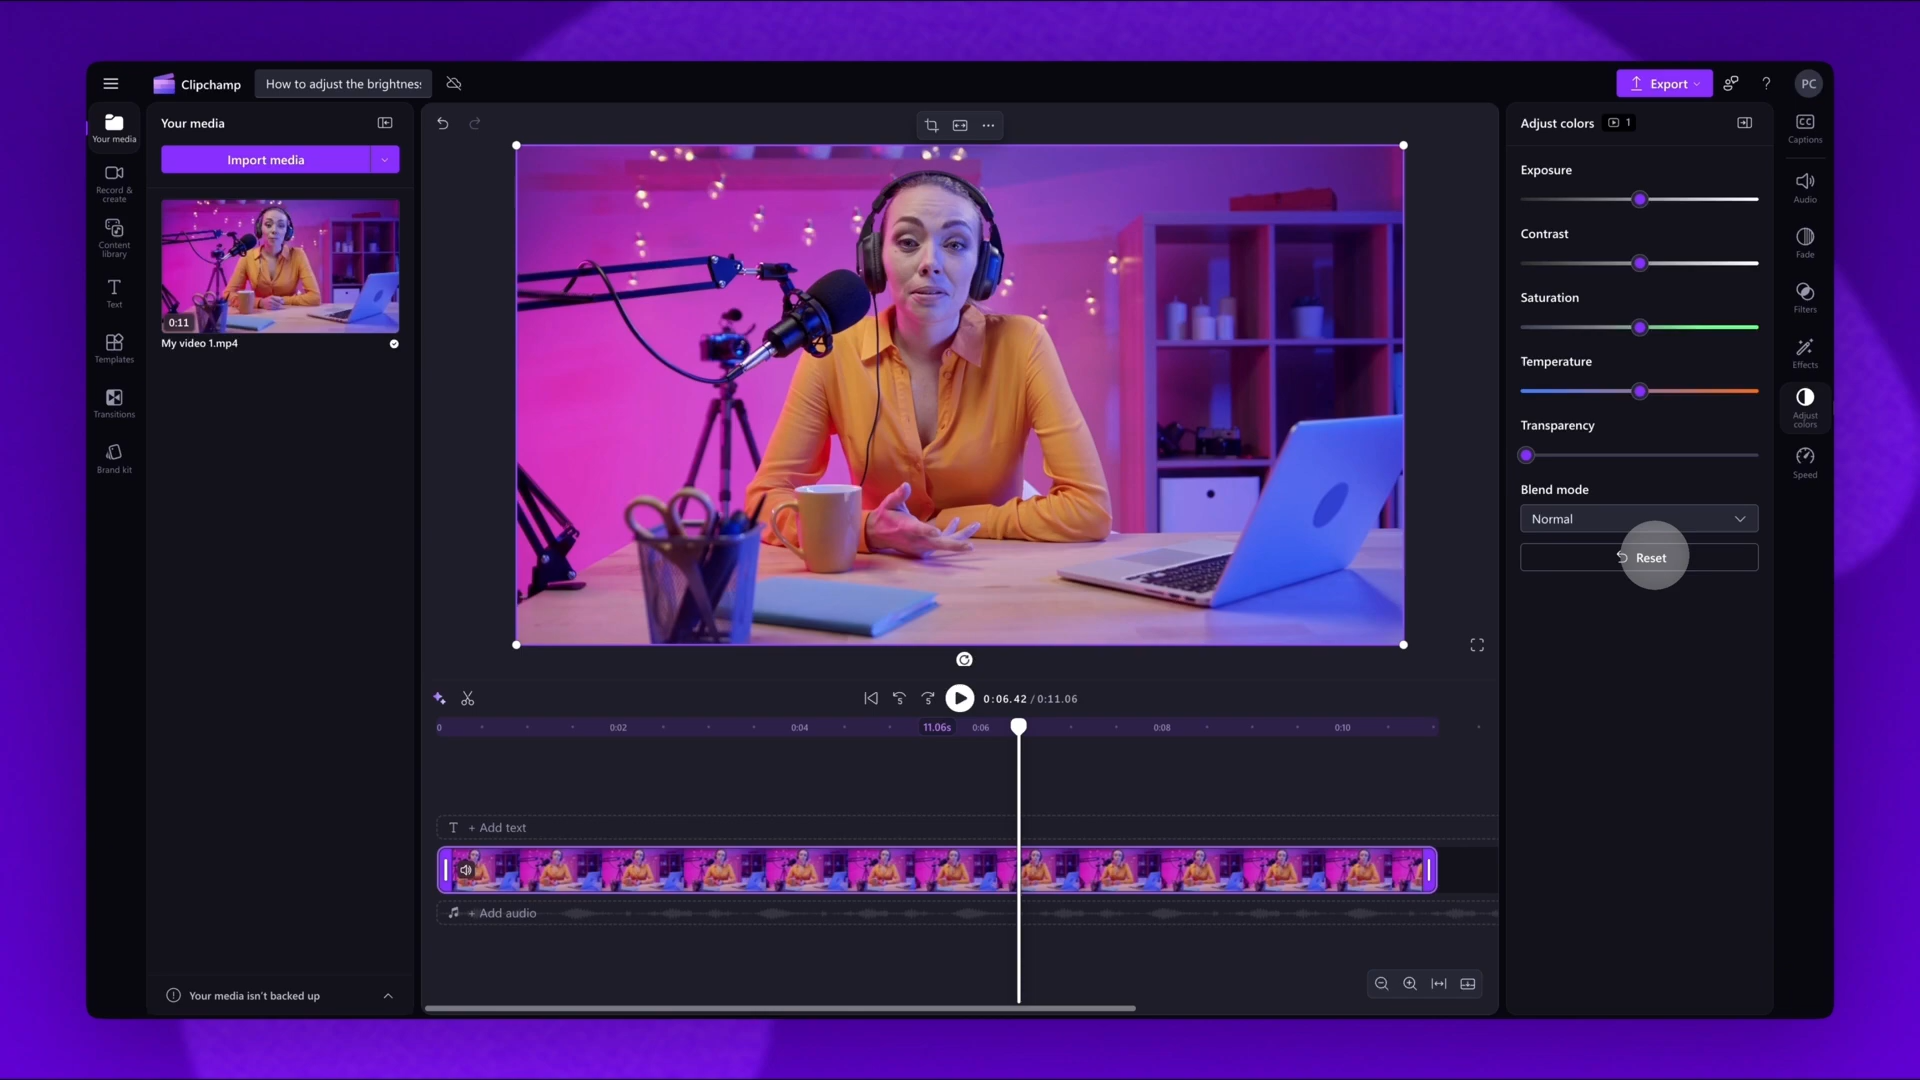 Clipchamp
How to adjust the brightness
Export
?
PC
Your media
Record &
create
Content
library
Text
Templates
Transitions
Brand kit
Your media
Import media
0:11
My video 1.mp4
Your media isn't backed up
5
5
0:06.42 / 0:11.06
0
0:02
0:04
11.06s
0:06
0:08
0:10
T + Add text
+ Add audio
Adjust colors
1
Exposure
Contrast
Saturation
Temperature
Transparency
Blend mode
Normal
Reset
CC
Captions
Audio
Fade
Filters
Effects
Adjust
colors
Speed